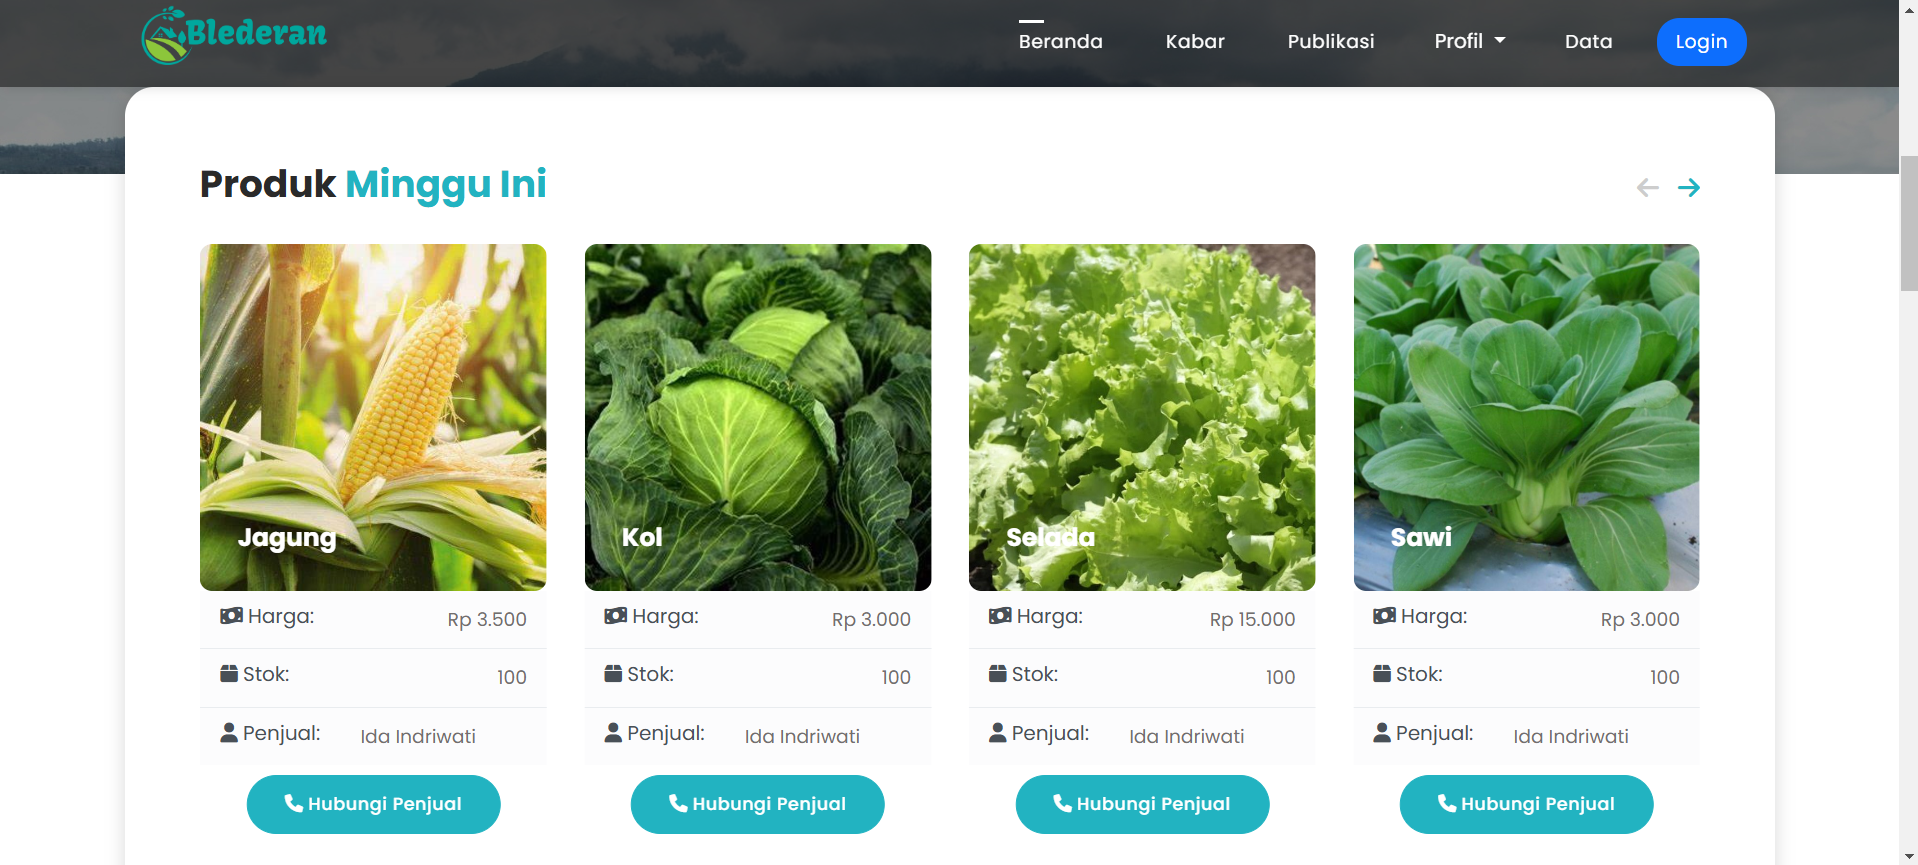 Blederan
Beranda Kabar Publikasi Profil Data Login
Produk Minggu Ini
Jagung Kol Selada Sawi
Harga: Rp 3.500 Harga: Rp 3.000 Harga: Rp 15.000 Harga: Rp 3.000
Stok: 100 Stok: 100 Stok: 100 Stok: 100
Penjual: Ida Indriwati Penjual: Ida Indriwati Penjual: Ida Indriwati Penjual: Ida Indriwati
Hubungi Penjual Hubungi Penjual Hubungi Penjual Hubungi Penjual